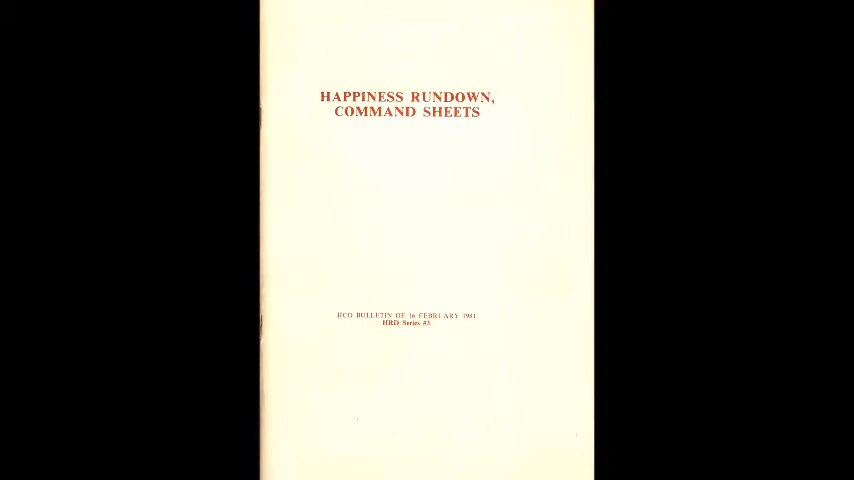 HAPPINESS RUNDOWN,
COMMAND SHEETS
HCO BULLETIN OF 16 FEBRUARY 1981
HRD Series #3